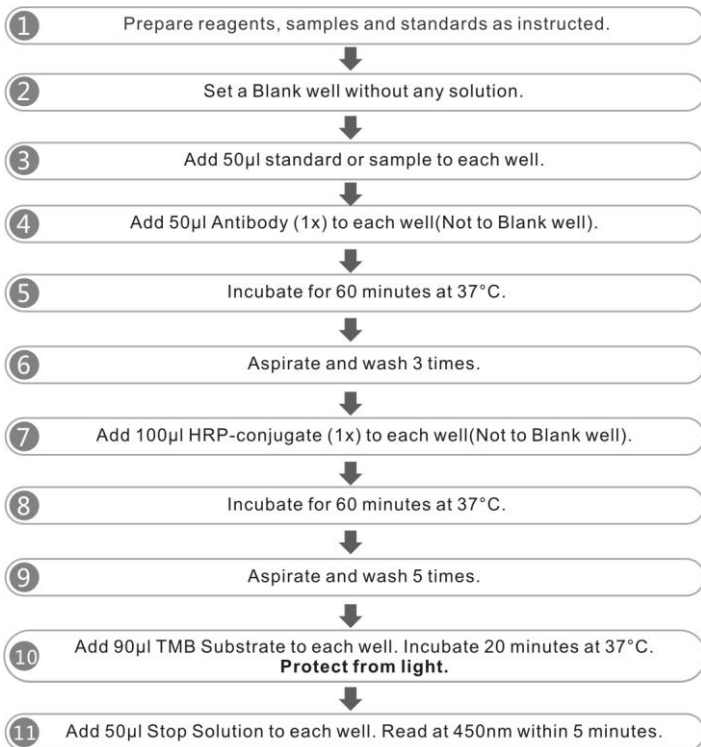 1 Prepare reagents, samples and standards as instructed.
2 Set a Blank well without any solution.
3 Add 50μl standard or sample to each well.
4 Add 50μl Antibody (1x) to each well(Not to Blank well).
5 Incubate for 60 minutes at 37°C.
6 Aspirate and wash 3 times.
7 Add 100μl HRP-conjugate (1x) to each well(Not to Blank well).
8 Incubate for 60 minutes at 37°C.
9 Aspirate and wash 5 times.
10 Add 90μl TMB Substrate to each well. Incubate 20 minutes at 37°C.
Protect from light.
11 Add 50μl Stop Solution to each well. Read at 450nm within 5 minutes.